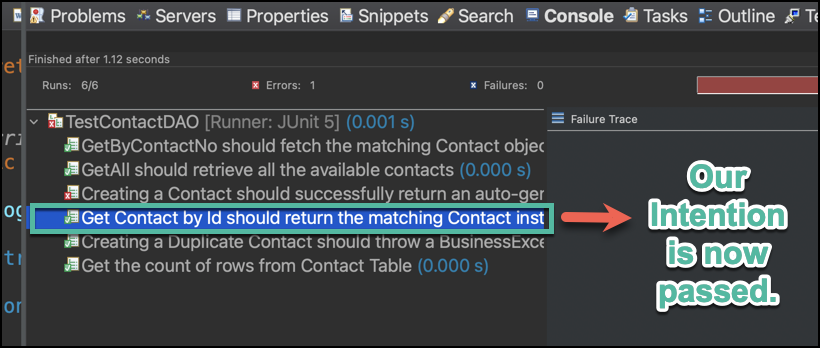 Problems Servers Properties Snippets Search Console Tasks Outline
Finished after 1.12 seconds
Runs: 6/6 Errors: 1 Failures: 0
TestContactDAO [Runner: JUnit 5] (0.001 s)
Failure Trace
GetByContactNo should fetch the matching Contact objec
GetAll should retrieve all the available contacts (0.000 s)
Creating a Contact should successfully return an auto-gen
Get Contact by Id should return the matching Contact inst
Creating a Duplicate Contact should throw a BusinessExce
Get the count of rows from Contact Table (0.000 s)
Our
Intention
is now
passed.